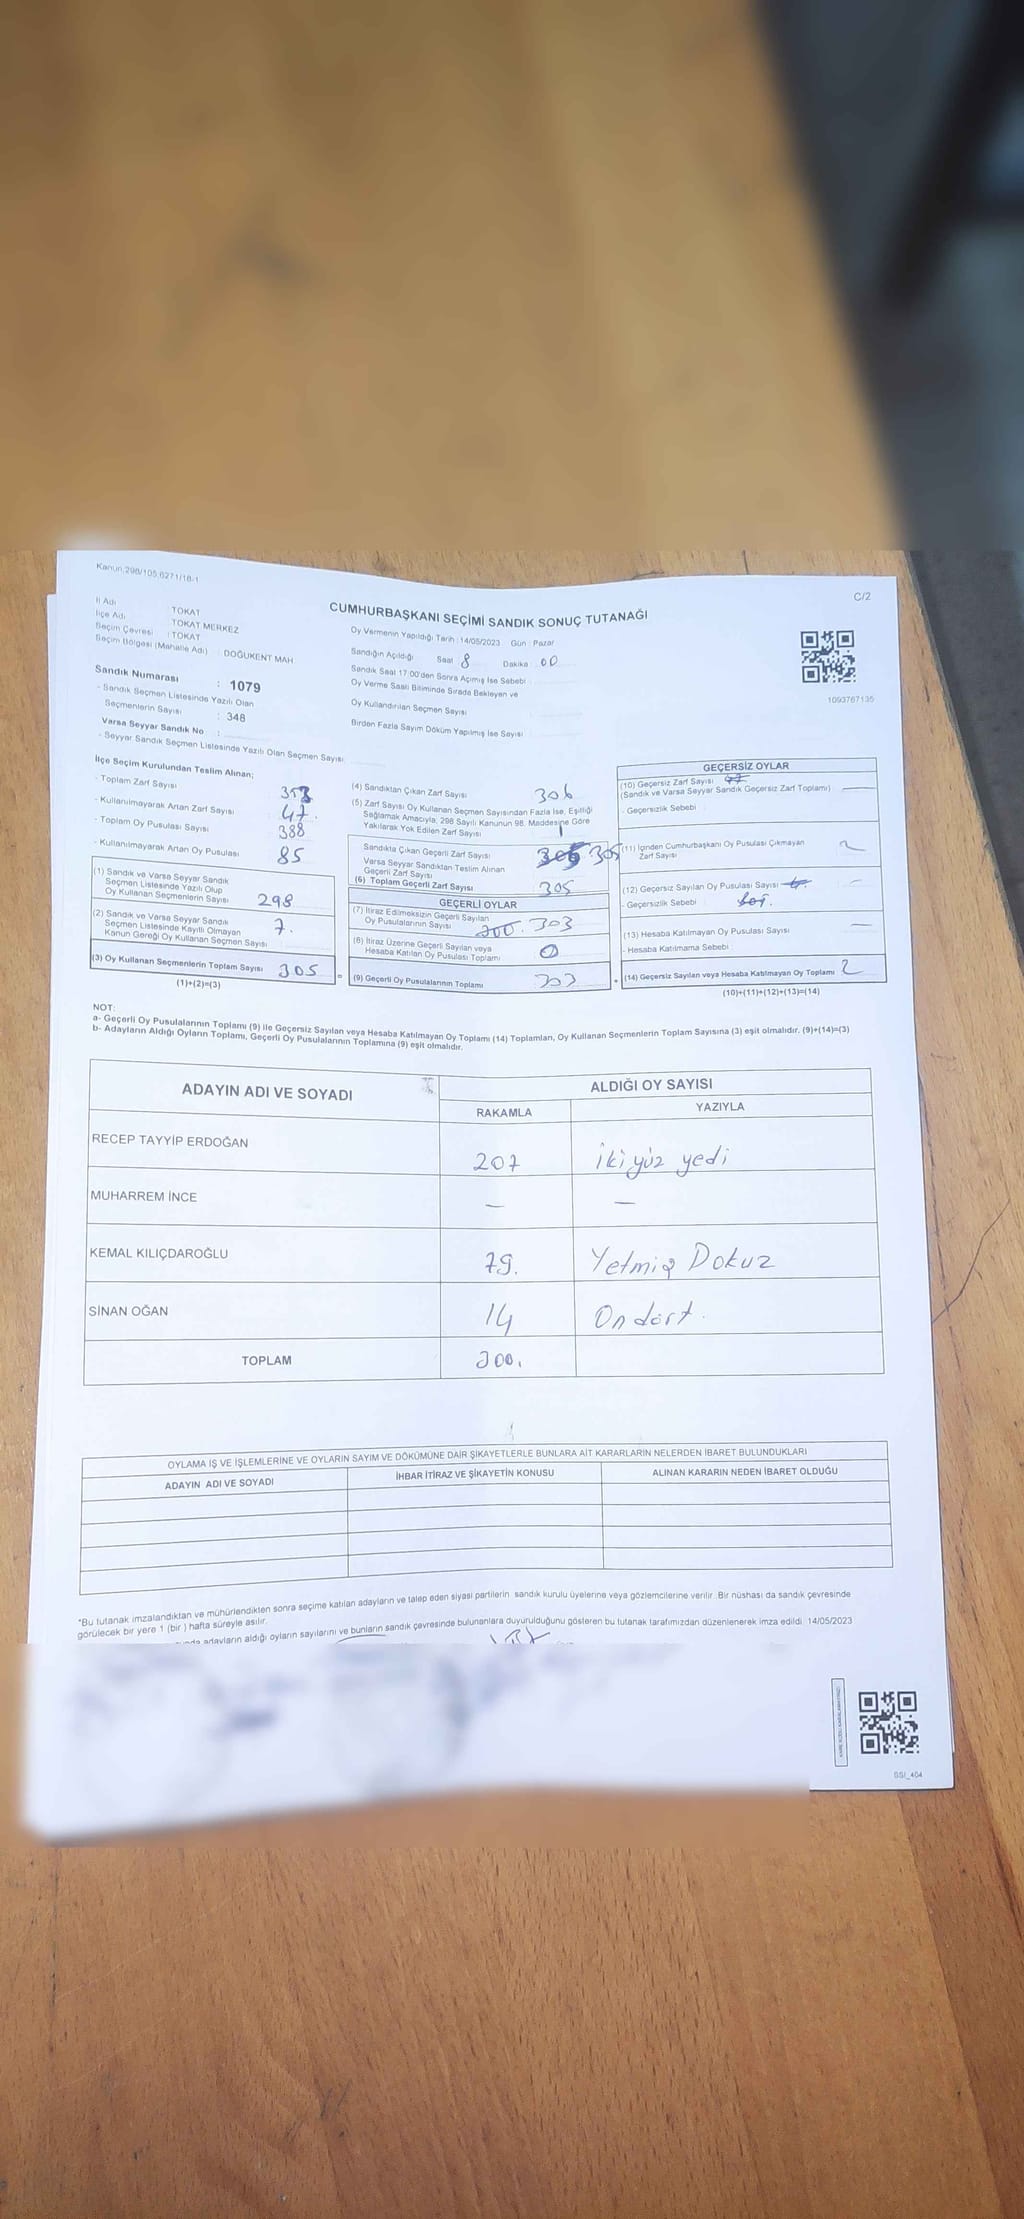 Kanun:298/105,6271/18-1
C/2
CUMHURBAŞKANI SEÇİMİ SANDIK SONUÇ TUTANAĞI
İl Adı : TOKAT
İlçe Adı : TOKAT MERKEZ
Seçim Çevresi : TOKAT
Seçim Bölgesi (Mahalle Adı) : DOĞUKENT MAH
Sandık Numarası : 1079
- Sandık Seçmen Listesinde Yazılı Olan
Seçmenlerin Sayısı : 348
Varsa Seyyar Sandık No :
- Seyyar Sandık Seçmen Listesinde Yazılı Olan Seçmen Sayısı:
Oy Vermenin Yapıldığı Tarih : 14/05/2023 Gün : Pazar
Sandığın Açıldığı Saat 8 Dakika : 00
Sandık Saat 17:00'den Sonra Açımış İse Sebebi :
Oy Verme Saati Bitiminde Sırada Bekleyen ve
Oy Kullandırılan Seçmen Sayısı
Birden Fazla Sayım Döküm Yapılmış İse Sayısı
1093767135
İlçe Seçim Kurulundan Teslim Alınan;
- Toplam Zarf Sayısı
- Kullanılmayarak Artan Zarf Sayısı 47.
- Toplam Oy Pusulası Sayısı 388
- Kullanılmayarak Artan Oy Pusulası 85
(1) Sandık ve Varsa Seyyar Sandık
Seçmen Listesinde Yazılı Olup
Oy Kullanan Seçmenlerin Sayısı 298
(2) Sandık ve Varsa Seyyar Sandık
Seçmen Listesinde Kayıtlı Olmayan
Kanun Gereği Oy Kullanan Seçmen Sayısı 7.
(3) Oy Kullanan Seçmenlerin Toplam Sayısı 305
(1)+(2)=(3)
(4) Sandıktan Çıkan Zarf Sayısı 306
(5) Zarf Sayısı Oy Kullanan Seçmen Sayısından Fazla İse, Eşitliği
Sağlamak Amacıyla, 298 Sayılı Kanunun 98. Maddesine Göre
Yakılarak Yok Edilen Zarf Sayısı 1
Sandıkta Çıkan Geçerli Zarf Sayısı 305 305
Varsa Seyyar Sandıktan Teslim Alınan
Geçerli Zarf Sayısı
(6) Toplam Geçerli Zarf Sayısı 305
GEÇERLİ OYLAR
(7) İtiraz Edilmeksizin Geçerli Sayılan
Oy Pusulalarının Sayısı 300. 303
(8) İtiraz Üzerine Geçerli Sayılan veya
Hesaba Katılan Oy Pusulası Toplamı 0
(9) Geçerli Oy Pusulalarının Toplamı 303
GEÇERSİZ OYLAR
(10) Geçersiz Zarf Sayısı
(Sandık ve Varsa Seyyar Sandık Geçersiz Zarf Toplamı) —
- Geçersizlik Sebebi
(11) İçinden Cumhurbaşkanı Oy Pusulası Çıkmayan
Zarf Sayısı 2
(12) Geçersiz Sayılan Oy Pusulası Sayısı —
- Geçersizlik Sebebi
(13) Hesaba Katılmayan Oy Pusulası Sayısı —
- Hesaba Katılmama Sebebi
(14) Geçersiz Sayılan veya Hesaba Katılmayan Oy Toplamı 2
(10)+(11)+(12)+(13)=(14)
NOT:
a- Geçerli Oy Pusulalarının Toplamı (9) ile Geçersiz Sayılan veya Hesaba Katılmayan Oy Toplamı (14) Toplamları, Oy Kullanan Seçmenlerin Toplam Sayısına (3) eşit olmalıdır. (9)+(14)=(3)
b- Adayların Aldığı Oyların Toplamı, Geçerli Oy Pusulalarının Toplamına (9) eşit olmalıdır.
ADAYIN ADI VE SOYADI
ALDIĞI OY SAYISI
RAKAMLA YAZIYLA
RECEP TAYYİP ERDOĞAN 207 İkiyüz yedi
MUHARREM İNCE — —
KEMAL KILIÇDAROĞLU 79. Yetmiş Dokuz
SİNAN OĞAN 14 On dört.
TOPLAM 300.
OYLAMA İŞ VE İŞLEMLERİNE VE OYLARIN SAYIM VE DÖKÜMÜNE DAİR ŞİKAYETLERLE BUNLARA AİT KARARLARIN NELERDEN İBARET BULUNDUKLARI
ADAYIN ADI VE SOYADI İHBAR İTİRAZ VE ŞİKAYETİN KONUSU ALINAN KARARIN NEDEN İBARET OLDUĞU
*Bu tutanak imzalandıktan ve mühürlendikten sonra seçime katılan adayların ve talep eden siyasi partilerin sandık kurulu üyelerine veya gözlemcilerine verilir. Bir nüshası da sandık çevresinde
görülecek bir yere 1 (bir ) hafta süreyle asılır.
adayların aldığı oyların sayılarını ve bunların sandık çevresinde bulunanlara duyurulduğunu gösteren bu tutanak tarafımızdan düzenlenerek imza edildi. 14/05/2023
GSI_404